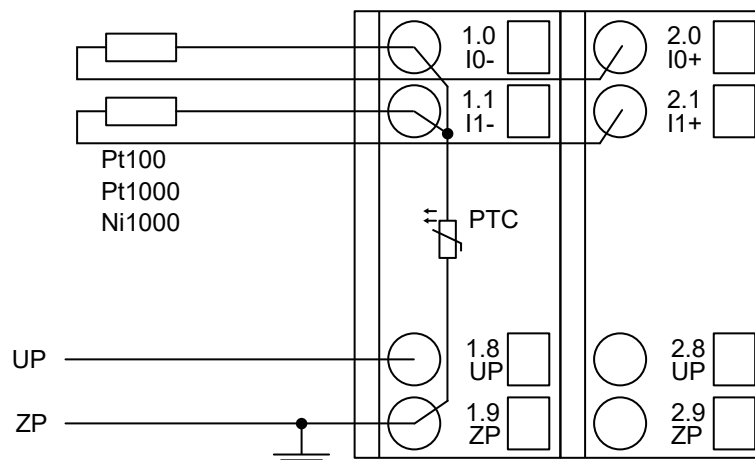 1.0
I0-
2.0
I0+
1.1
I1-
2.1
I1+
Pt100
Pt1000
Ni1000
PTC
UP
1.8
UP
2.8
UP
ZP
1.9
ZP
2.9
ZP